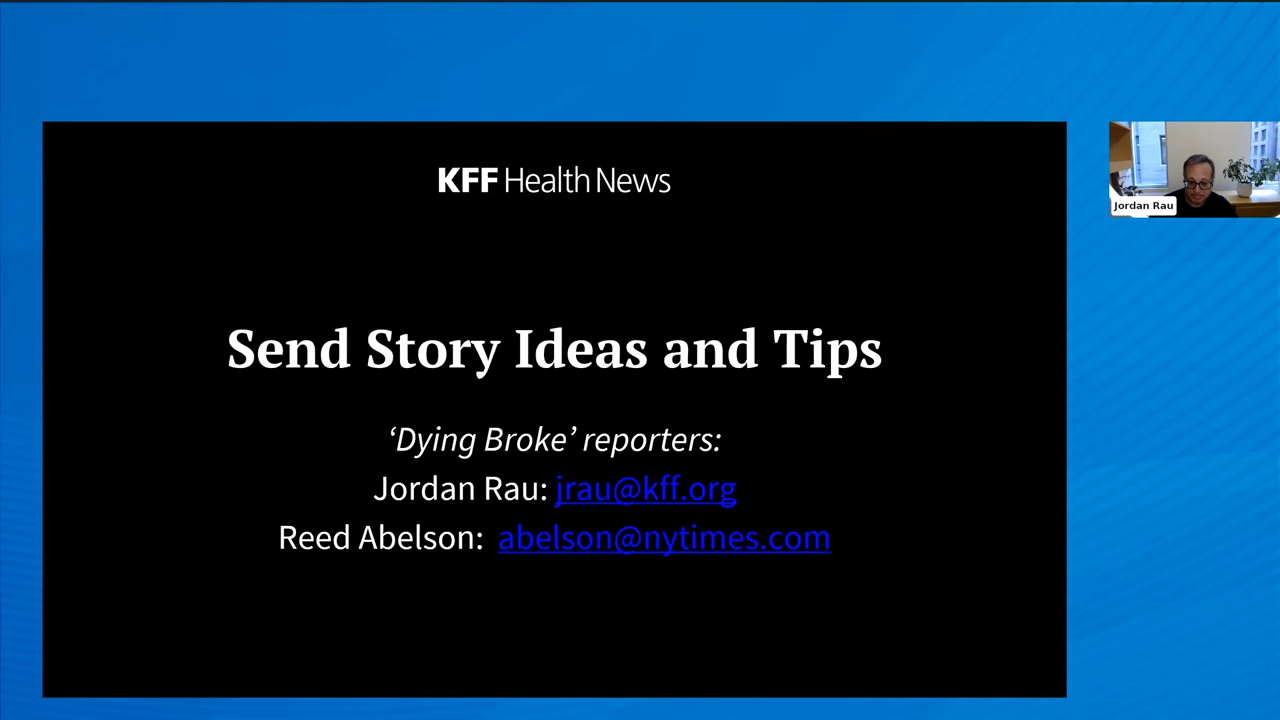 KFF Health News
Send Story Ideas and Tips
‘Dying Broke’ reporters:
Jordan Rau: jrau@kff.org
Reed Abelson: abelson@nytimes.com
Jordan Rau